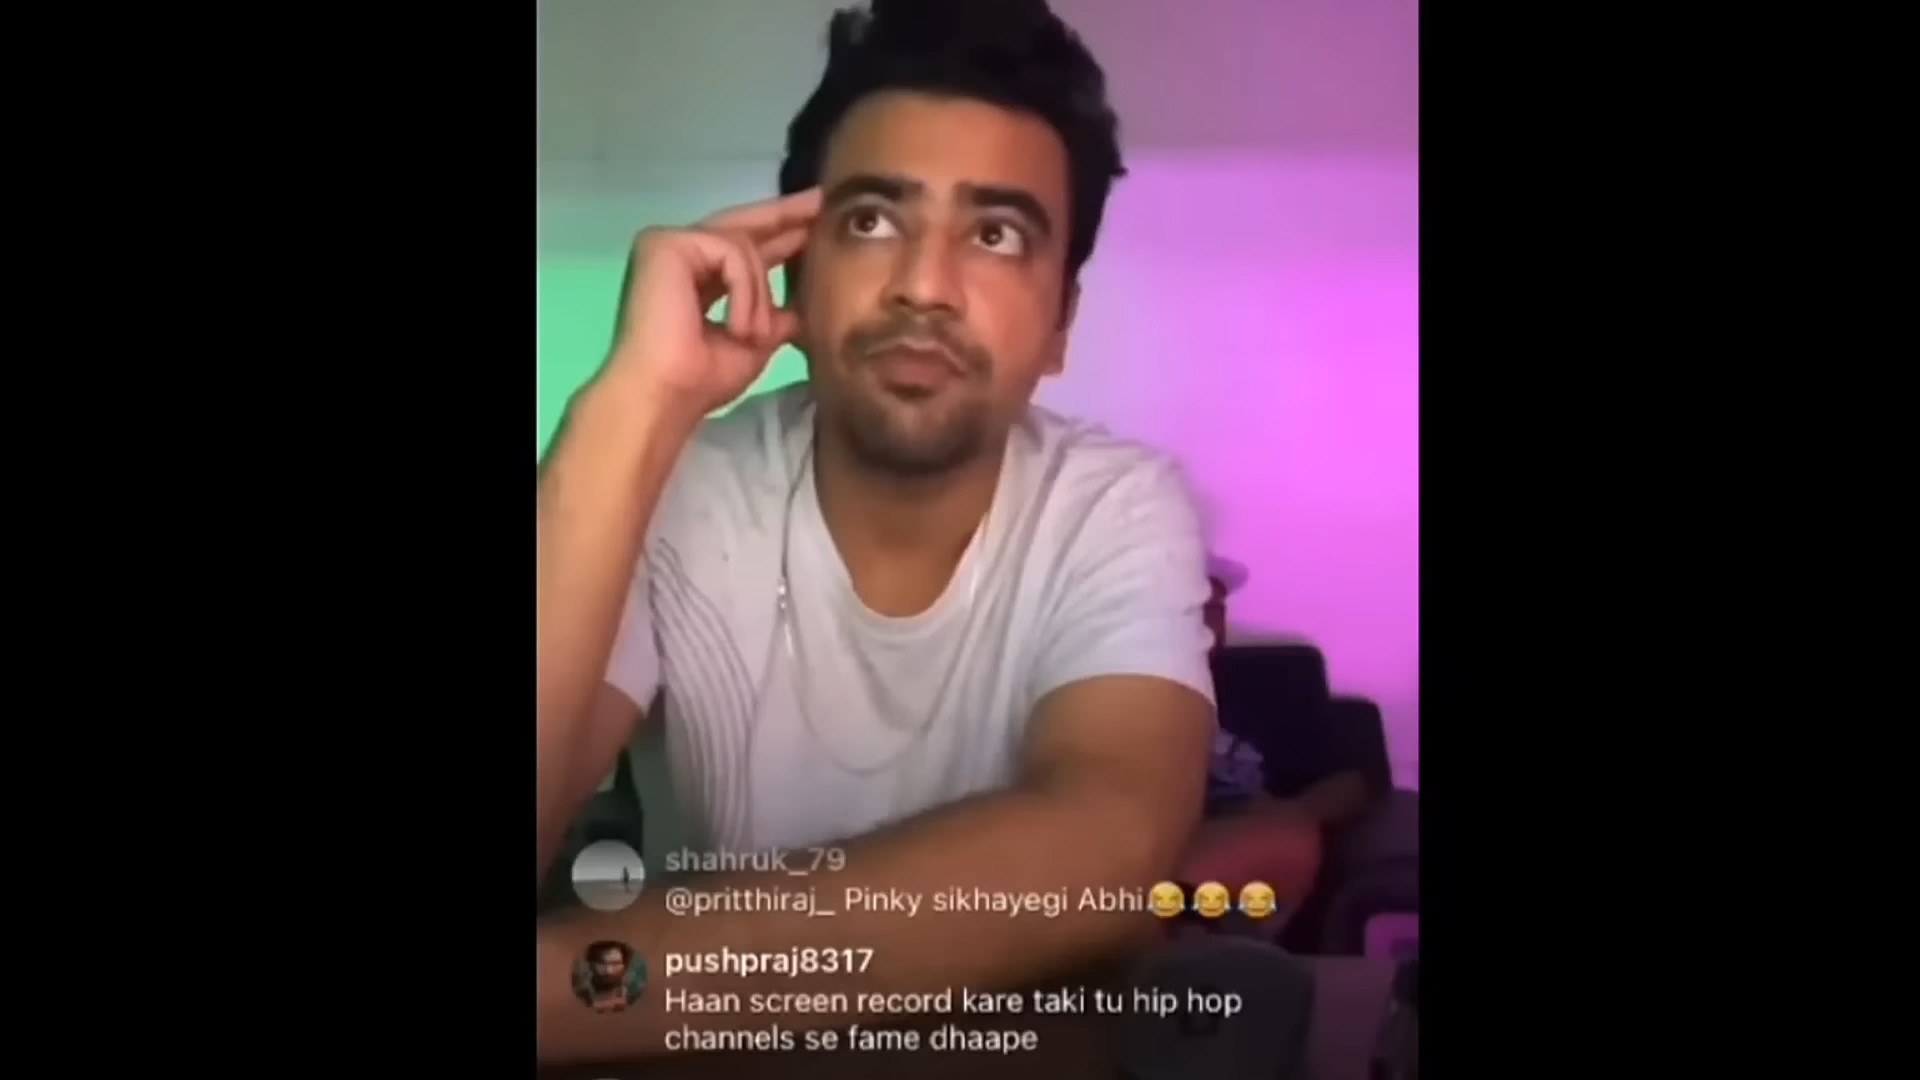 shahruk_79
@pritthiraj_ Pinky sikhayegi Abhi😂😂😂
pushpraj8317
Haan screen record kare taki tu hip hop
channels se fame dhaape